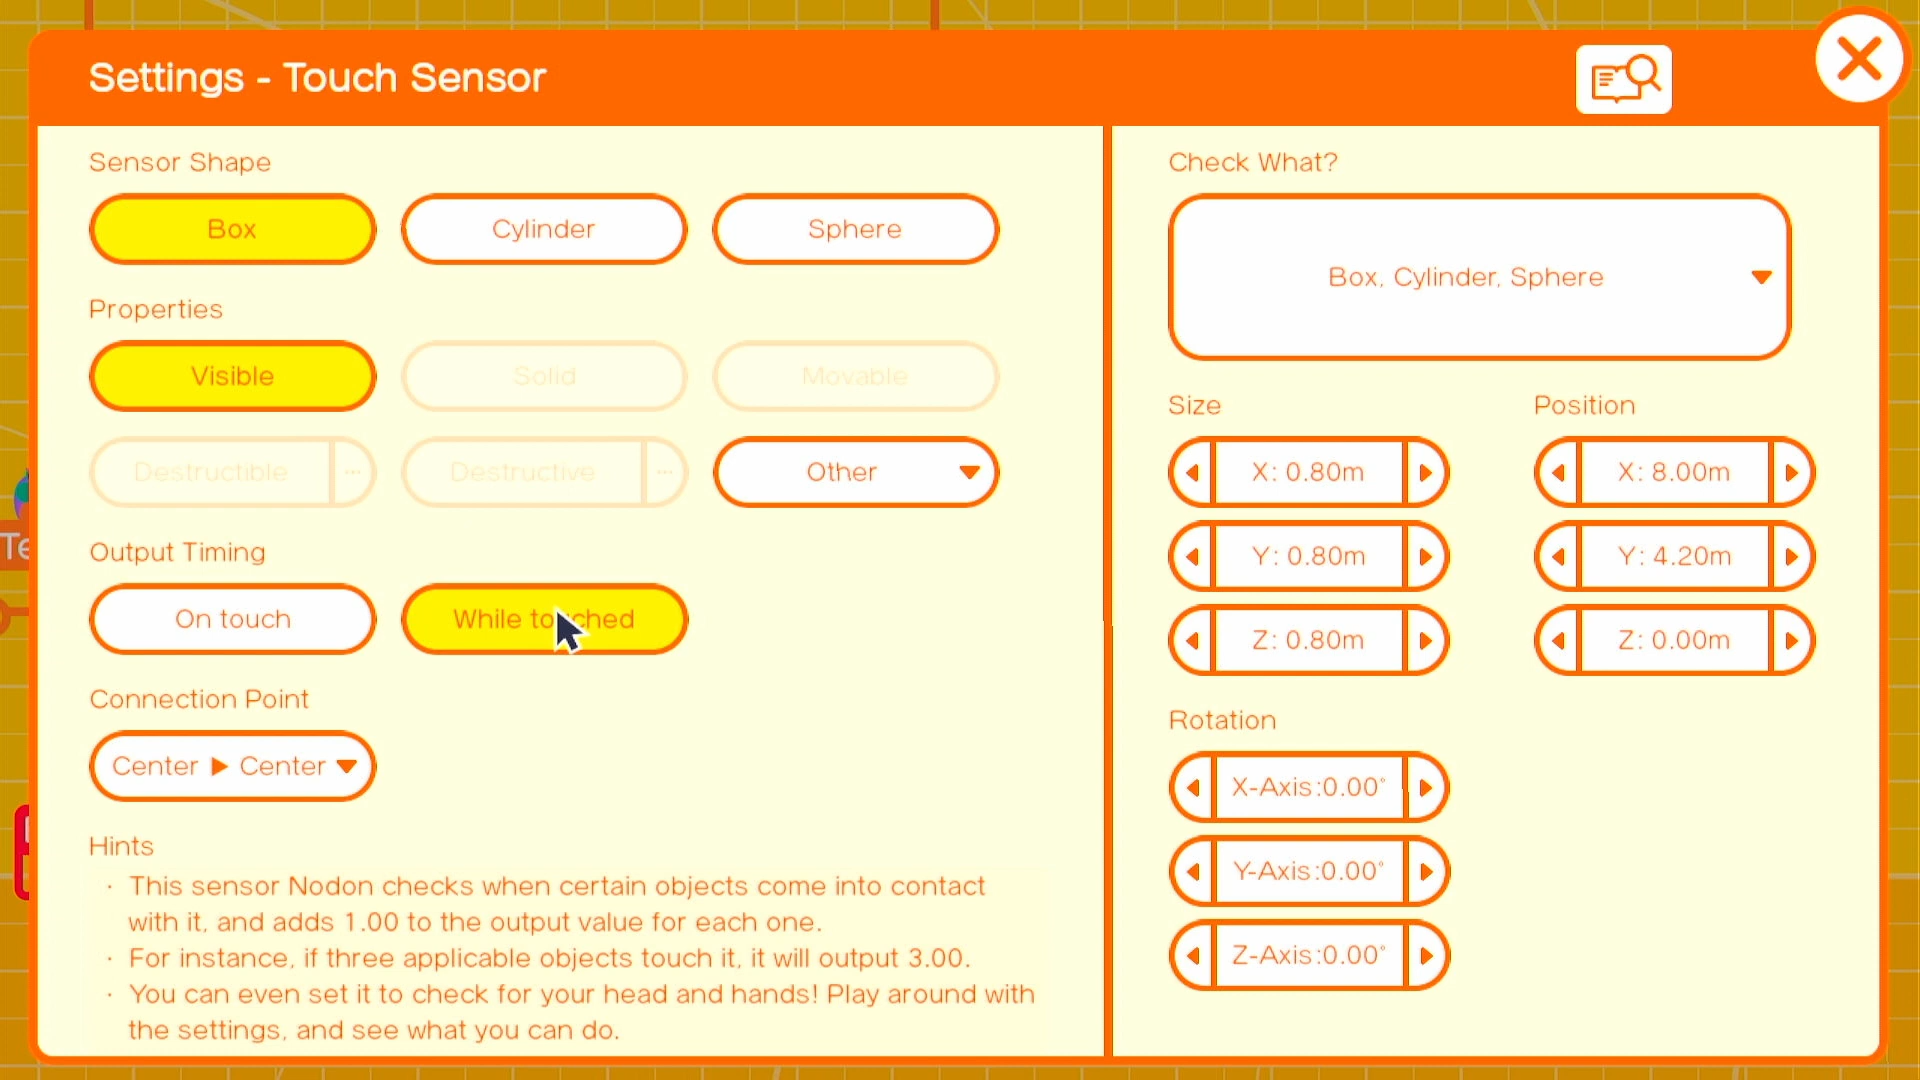 Settings - Touch Sensor
Sensor Shape
Box
Cylinder
Sphere
Properties
Visible
Solid
Movable
Destructible
...
Destructive
...
Other
Output Timing
On touch
While touched
Connection Point
Center ▶ Center
Hints
· This sensor Nodon checks when certain objects come into contact
with it, and adds 1.00 to the output value for each one.
· For instance, if three applicable objects touch it, it will output 3.00.
· You can even set it to check for your head and hands! Play around with
the settings, and see what you can do.
Check What?
Box, Cylinder, Sphere
Size
X: 0.80m
Y: 0.80m
Z: 0.80m
Position
X: 8.00m
Y: 4.20m
Z: 0.00m
Rotation
X-Axis:0.00°
Y-Axis:0.00°
Z-Axis:0.00°
Te